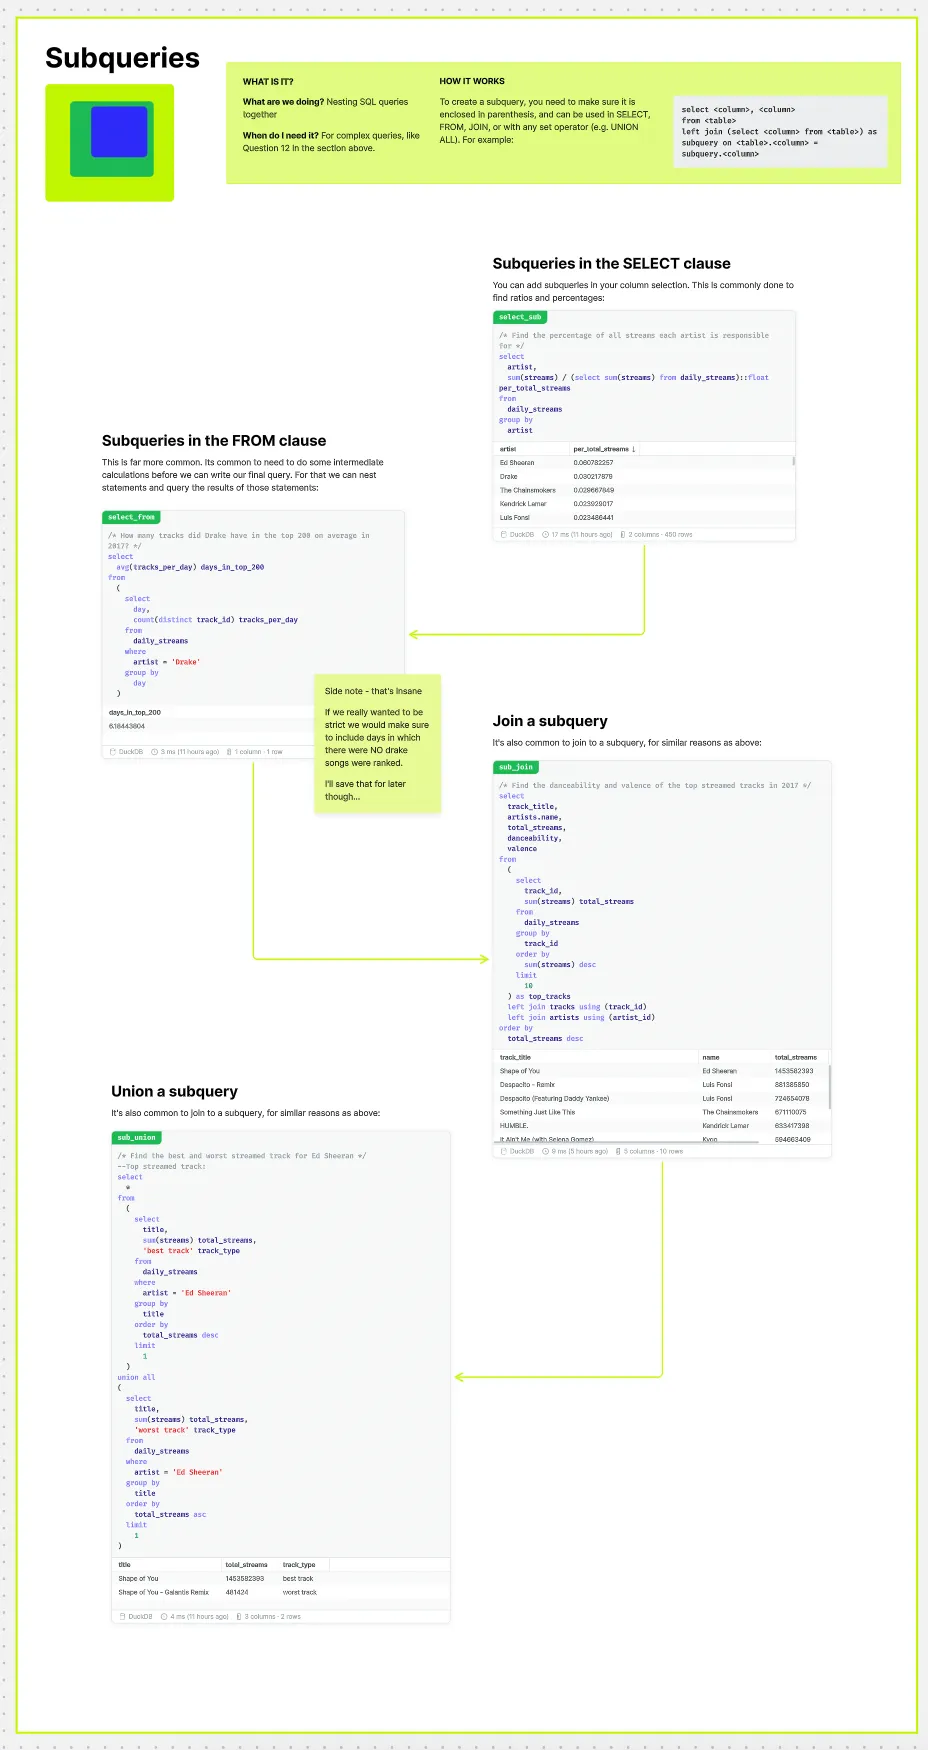 Subqueries
WHAT IS IT?
What are we doing? Nesting SQL queries
together
When do I need it? For complex queries, like
Question 12 in the section above.
HOW IT WORKS
To create a subquery, you need to make sure it is
enclosed in parenthesis, and can be used in SELECT,
FROM, JOIN, or with any set operator (e.g. UNION
ALL). For example:
select <column>, <column>
from <table>
left join (select <column> from <table>) as
subquery on <table>.<column> =
subquery.<column>
Subqueries in the SELECT clause
You can add subqueries in your column selection. This is commonly done to
find ratios and percentages:
select_sub
/* Find the percentage of all streams each artist is responsible
for */
select
artist,
sum(streams) / (select sum(streams) from daily_streams)::float
per_total_streams
from
daily_streams
group by
artist
artist per_total_streams ↓
Ed Sheeran 0.060782257
Drake 0.030217879
The Chainsmokers 0.029667849
Kendrick Lamar 0.023929017
Luis Fonsi 0.023486441
DuckDB 17 ms (11 hours ago) 2 columns · 450 rows
Subqueries in the FROM clause
This is far more common. Its common to need to do some intermediate
calculations before we can write our final query. For that we can nest
statements and query the results of those statements:
select_from
/* How many tracks did Drake have in the top 200 on average in
2017? */
select
avg(tracks_per_day) days_in_top_200
from
(
select
day,
count(distinct track_id) tracks_per_day
from
daily_streams
where
artist = 'Drake'
group by
day
)
days_in_top_200
6.18443804
DuckDB 3 ms (11 hours ago) 1 column · 1 row
Side note - that's insane
If we really wanted to be
strict we would make sure
to include days in which
there were NO drake
songs were ranked.
I'll save that for later
though...
Join a subquery
It's also common to join to a subquery, for similar reasons as above:
sub_join
/* Find the danceability and valence of the top streamed tracks in 2017 */
select
track_title,
artists.name,
total_streams,
danceability,
valence
from
(
select
track_id,
sum(streams) total_streams
from
daily_streams
group by
track_id
order by
sum(streams) desc
limit
10
) as top_tracks
left join tracks using (track_id)
left join artists using (artist_id)
order by
total_streams desc
track_title name total_streams
Shape of You Ed Sheeran 1453582393
Despacito - Remix Luis Fonsi 881385850
Despacito (Featuring Daddy Yankee) Luis Fonsi 724654078
Something Just Like This The Chainsmokers 671110075
HUMBLE. Kendrick Lamar 633417398
It Ain't Me (with Selena Gomez) Kygo 594663409
DuckDB 9 ms (5 hours ago) 5 columns · 10 rows
Union a subquery
It's also common to join to a subquery, for similar reasons as above:
sub_union
/* Find the best and worst streamed track for Ed Sheeran */
--Top streamed track:
select
*
from
(
select
title,
sum(streams) total_streams,
'best track' track_type
from
daily_streams
where
artist = 'Ed Sheeran'
group by
title
order by
total_streams desc
limit
1
)
union all
(
select
title,
sum(streams) total_streams,
'worst track' track_type
from
daily_streams
where
artist = 'Ed Sheeran'
group by
title
order by
total_streams asc
limit
1
)
title total_streams track_type
Shape of You 1453582393 best track
Shape of You - Galantis Remix 481424 worst track
DuckDB 4 ms (11 hours ago) 3 columns · 2 rows